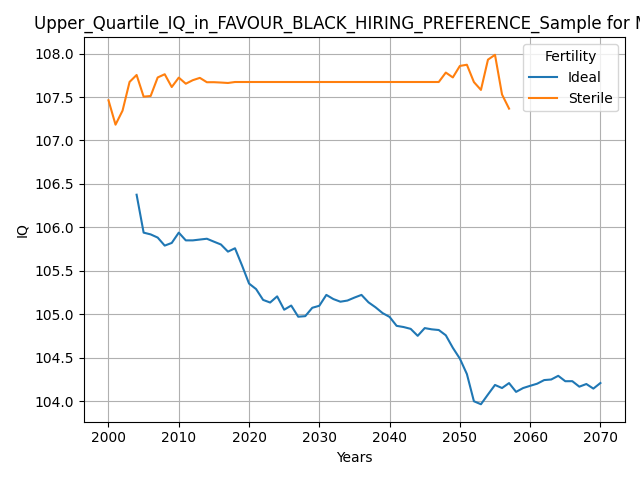 Upper_Quartile_IQ_in_FAVOUR_BLACK_HIRING_PREFERENCE_Sample for
108.0
107.5
107.0
106.5
106.0
105.5
105.0
104.5
104.0
IQ
Fertility
Ideal
Sterile
2000 2010 2020 2030 2040 2050 2060 2070
Years